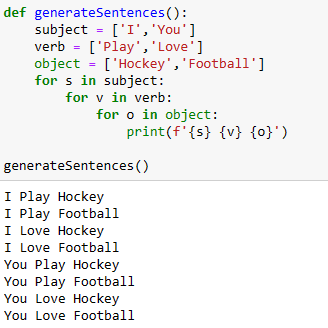 def generateSentences():
    subject = ['I','You']
    verb = ['Play','Love']
    object = ['Hockey','Football']
    for s in subject:
        for v in verb:
            for o in object:
                print(f'{s} {v} {o}')
generateSentences()
I Play Hockey
I Play Football
I Love Hockey
I Love Football
You Play Hockey
You Play Football
You Love Hockey
You Love Football